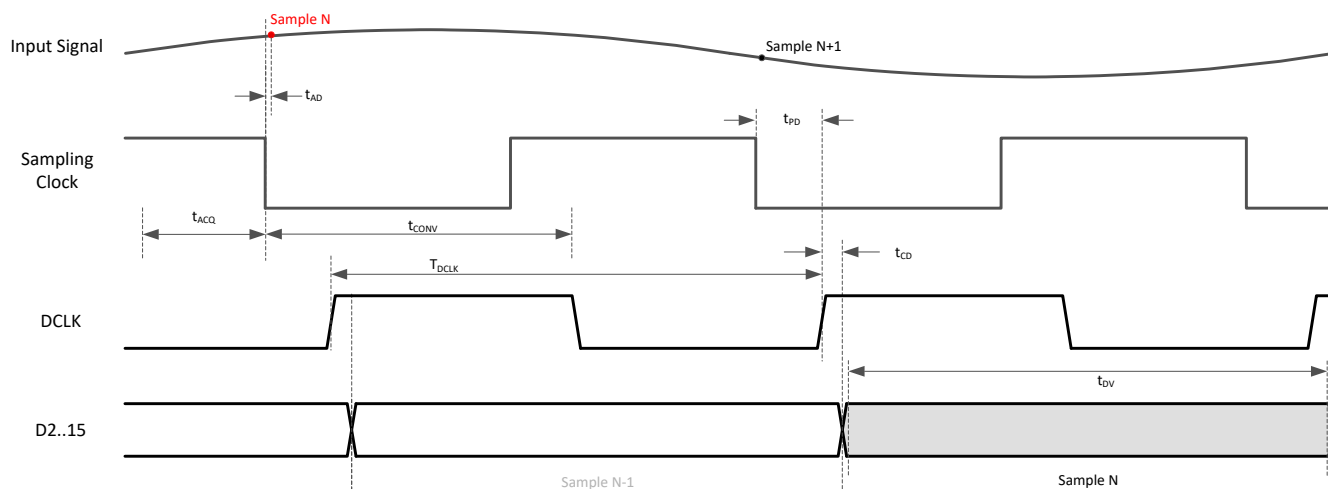 Sample N
Input Signal
Sample N+1
tAD
tPD
Sampling
Clock
tACQ
tCONV
tCD
TDCLK
DCLK
tDV
D2..15
Sample N-1
Sample N